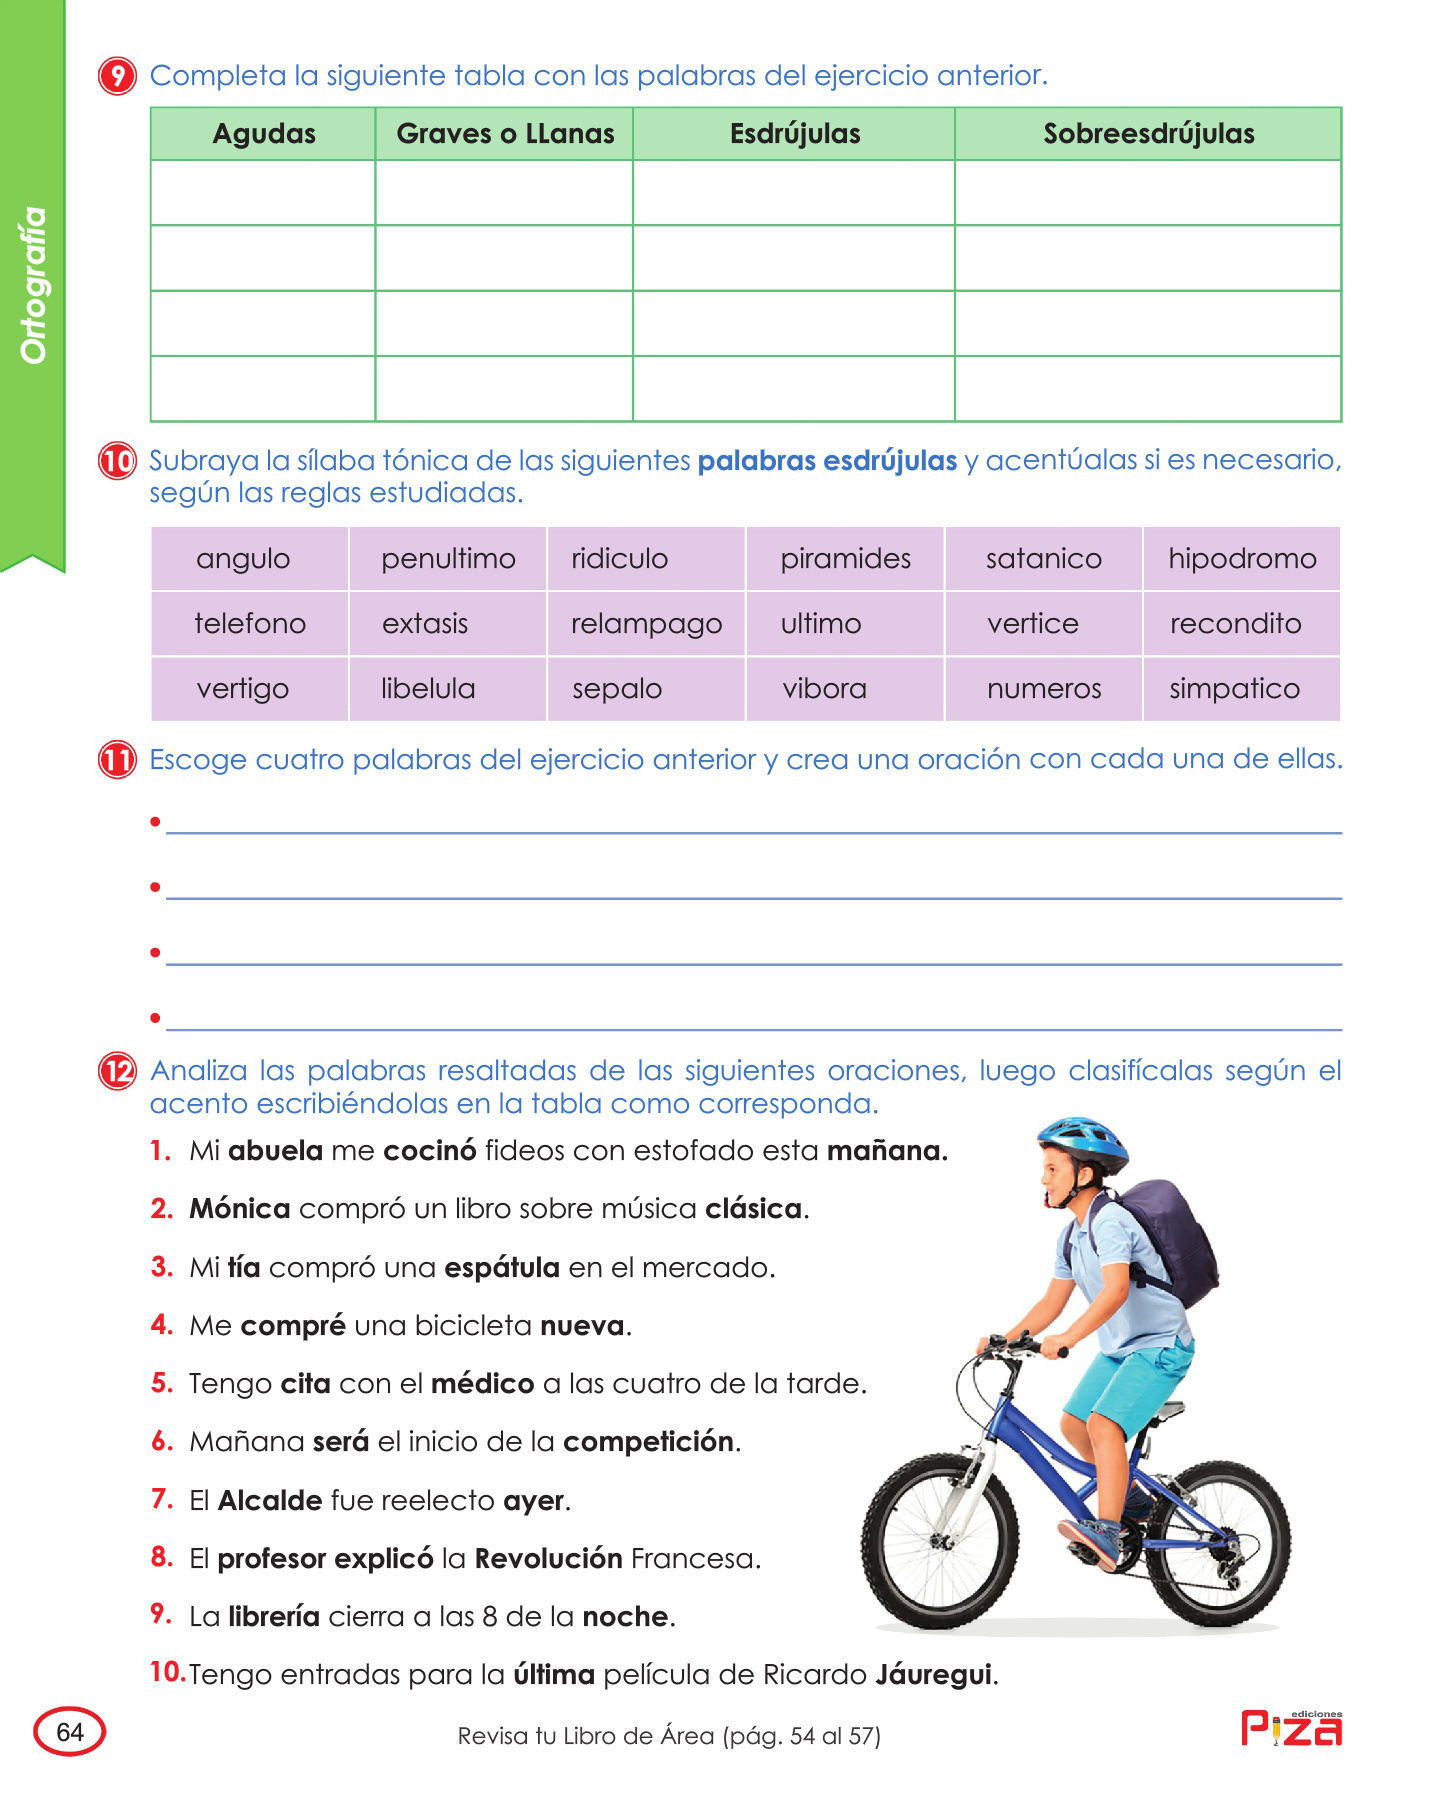 Ortografía
9 Completa la siguiente tabla con las palabras del ejercicio anterior.
Agudas Graves o LLanas Esdrújulas Sobreesdrújulas
10 Subraya la sílaba tónica de las siguientes palabras esdrújulas y acentúalas si es necesario,
según las reglas estudiadas.
angulo penultimo ridiculo piramides satanico hipodromo
telefono extasis relampago ultimo vertice recondito
vertigo libelula sepalo vibora numeros simpatico
11 Escoge cuatro palabras del ejercicio anterior y crea una oración con cada una de ellas.
12 Analiza las palabras resaltadas de las siguientes oraciones, luego clasifícalas según el
acento escribiéndolas en la tabla como corresponda.
1. Mi abuela me cocinó fideos con estofado esta mañana.
2. Mónica compró un libro sobre música clásica.
3. Mi tía compró una espátula en el mercado.
4. Me compré una bicicleta nueva.
5. Tengo cita con el médico a las cuatro de la tarde.
6. Mañana será el inicio de la competición.
7. El Alcalde fue reelecto ayer.
8. El profesor explicó la Revolución Francesa.
9. La librería cierra a las 8 de la noche.
10. Tengo entradas para la última película de Ricardo Jáuregui.
64
Revisa tu Libro de Área (pág. 54 al 57)
ediciones
PIZA